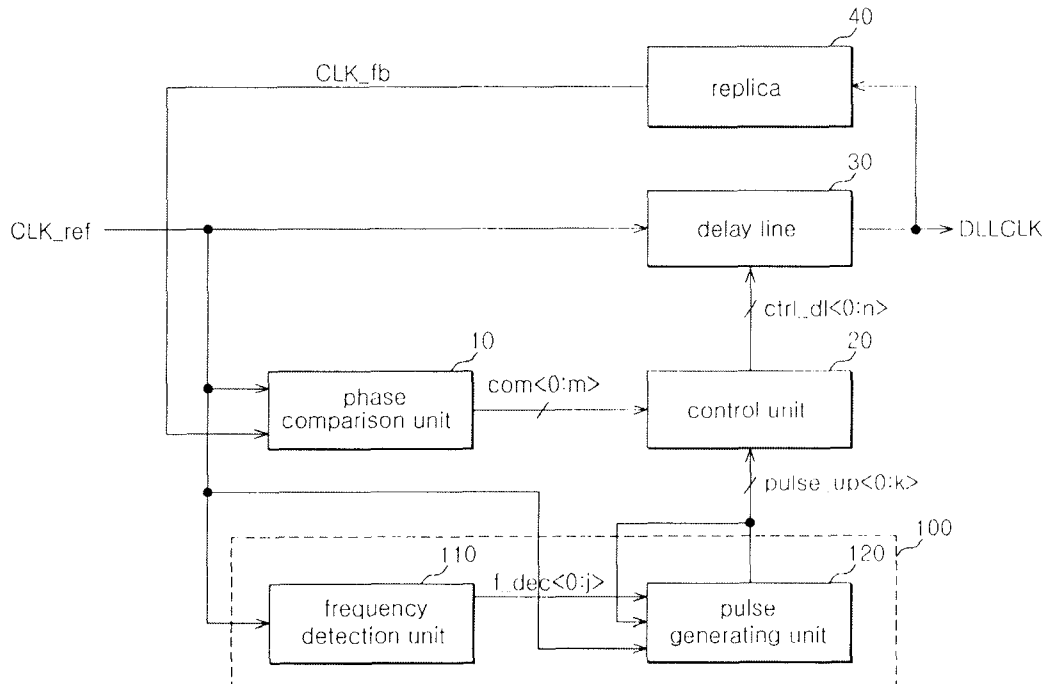 40
CLK_fb
replica
30
CLK_ref
delay line
DLLCLK
ctrl_dl<0:n>
10
20
phase
comparison unit
com<0:m>
control unit
pulse_up<0:k>
100
110
120
f_dec<0:j>
frequency
detection unit
pulse
generating unit